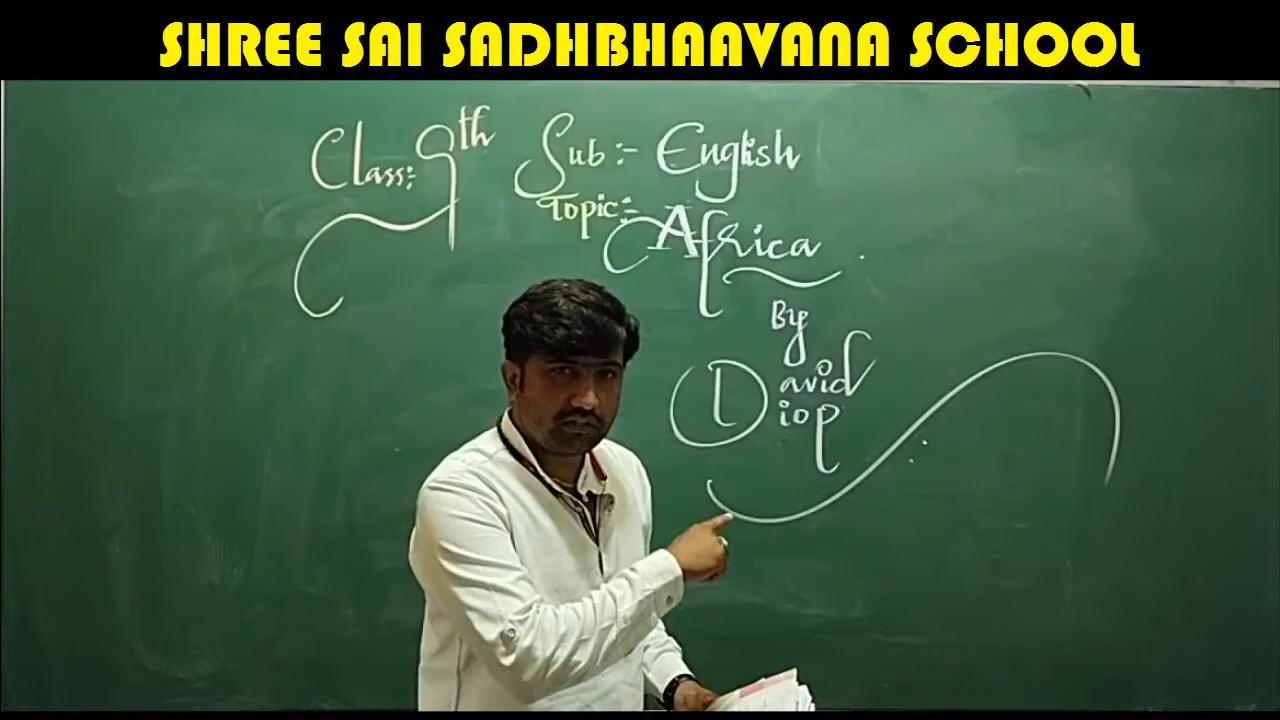 SHREE SAI SADHBHAAVANA SCHOOL
Class:- 9th Sub:- English
Topic:- Africa
By
David
Diop